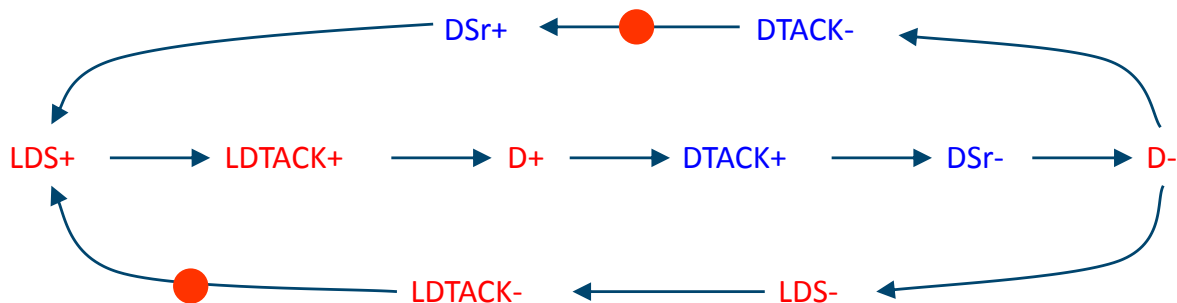 DSr+ DTACK-
LDS+ LDTACK+ D+ DTACK+ DSr- D-
LDTACK- LDS-